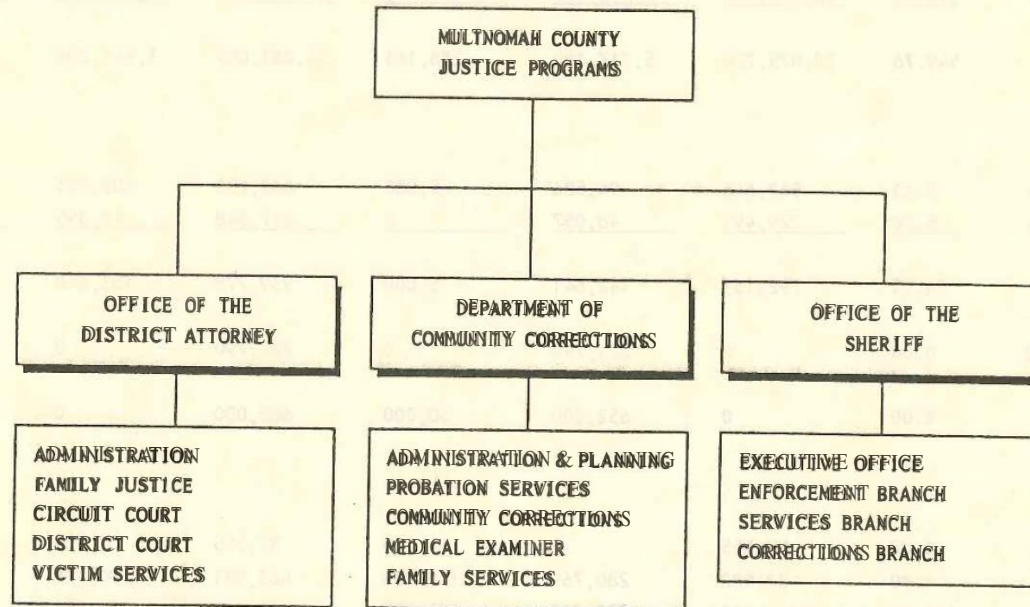 MULTNOMAH COUNTY
JUSTICE PROGRAMS
OFFICE OF THE
DISTRICT ATTORNEY
DEPARTMENT OF
COMMUNITY CORRECTIONS
OFFICE OF THE
SHERIFF
ADMINISTRATION
FAMILY JUSTICE
CIRCUIT COURT
DISTRICT COURT
VICTIM SERVICES
ADMINISTRATION & PLANNING
PROBATION SERVICES
COMMUNITY CORRECTIONS
MEDICAL EXAMINER
FAMILY SERVICES
EXECUTIVE OFFICE
ENFORCEMENT BRANCH
SERVICES BRANCH
CORRECTIONS BRANCH